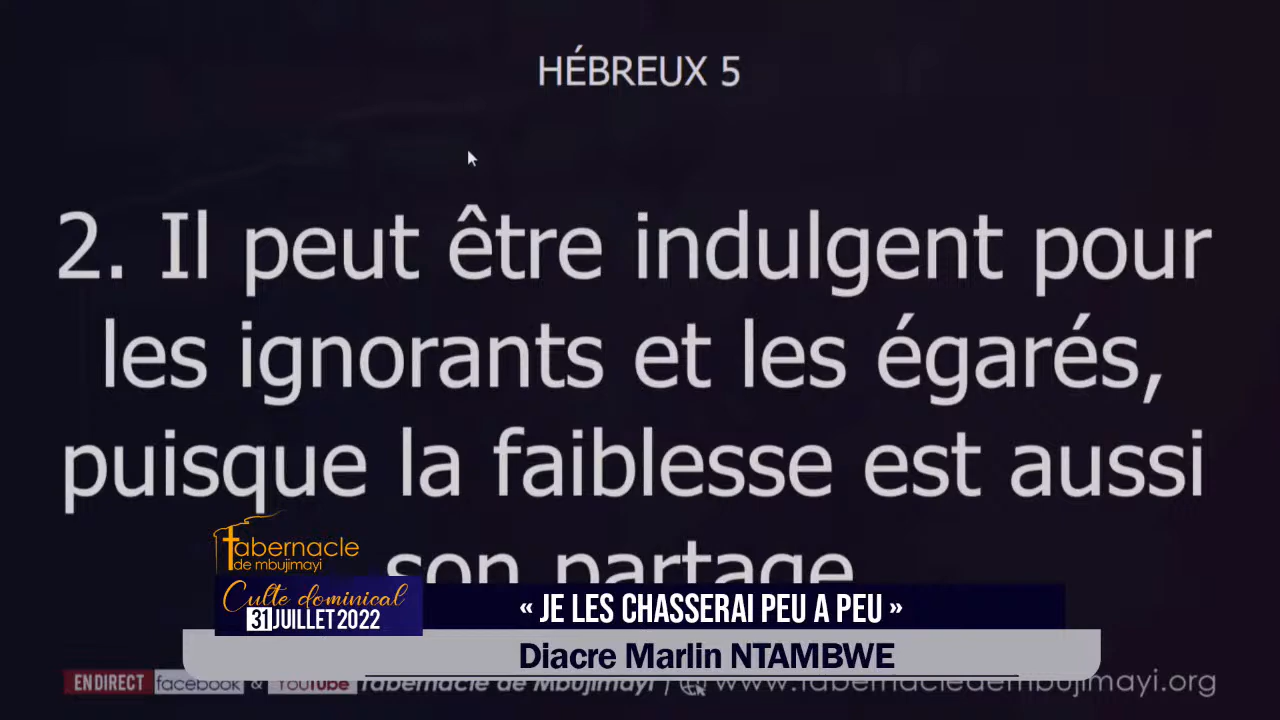 HÉBREUX 5
2. Il peut être indulgent pour
les ignorants et les égarés,
puisque la faiblesse est aussi
son partage
Tabernacle
de mbujimayi
Culte dominical
31 JUILLET 2022
« JE LES CHASSERAI PEU A PEU »
Diacre Marlin NTAMBWE
EN DIRECT facebook & YouTube Tabernacle de Mbujimayi | www.tabernacledembujimayi.org